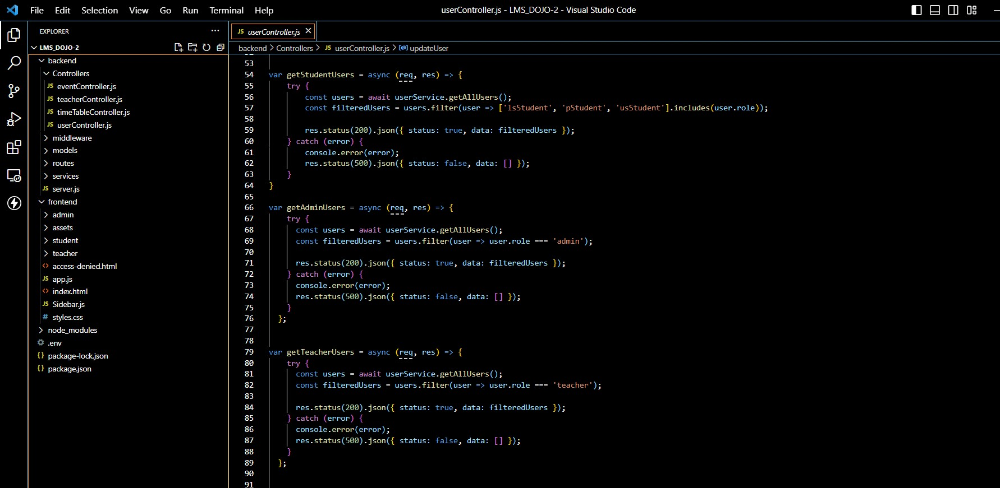 File Edit Selection View Go Run Terminal Help
userController.js - LMS_DOJO-2 - Visual Studio Code
EXPLORER
LMS_DOJO-2
backend
Controllers
JS eventController.js
JS teacherController.js
JS timeTableController.js
JS userController.js
middleware
models
routes
services
JS server.js
frontend
admin
assets
student
teacher
<> access-denied.html
JS app.js
<> index.html
JS Sidebar.js
# styles.css
node_modules
.env
{} package-lock.json
{} package.json
JS userController.js
backend > Controllers > JS userController.js > updateUser
53
54 var getStudentUsers = async (req, res) => {
55 try {
56 const users = await userService.getAllUsers();
57 const filteredUsers = users.filter(user => ['lsStudent', 'pStudent', 'usStudent'].includes(user.role));
58
59 res.status(200).json({ status: true, data: filteredUsers });
60 } catch (error) {
61 console.error(error);
62 res.status(500).json({ status: false, data: [] });
63 }
64 }
65
66 var getAdminUsers = async (req, res) => {
67 try {
68 const users = await userService.getAllUsers();
69 const filteredUsers = users.filter(user => user.role === 'admin');
70
71 res.status(200).json({ status: true, data: filteredUsers });
72 } catch (error) {
73 console.error(error);
74 res.status(500).json({ status: false, data: [] });
75 }
76 };
77
78
79 var getTeacherUsers = async (req, res) => {
80 try {
81 const users = await userService.getAllUsers();
82 const filteredUsers = users.filter(user => user.role === 'teacher');
83
84 res.status(200).json({ status: true, data: filteredUsers });
85 } catch (error) {
86 console.error(error);
87 res.status(500).json({ status: false, data: [] });
88 }
89 };
90
91